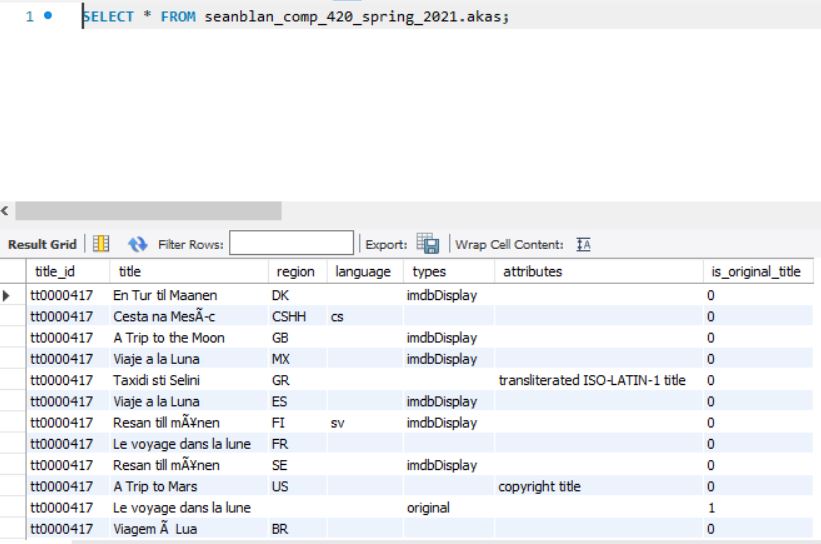 1 SELECT * FROM seanblan_comp_420_spring_2021.akas;
Result Grid Filter Rows: Export: Wrap Cell Content: IA
title_id title region language types attributes is_original_title
tt0000417 En Tur til Maanen DK imdbDisplay 0
tt0000417 Cesta na MesÃ-c CSHH cs 0
tt0000417 A Trip to the Moon GB imdbDisplay 0
tt0000417 Viaje a la Luna MX imdbDisplay 0
tt0000417 Taxidi sti Selini GR transliterated ISO-LATIN-1 title 0
tt0000417 Viaje a la Luna ES imdbDisplay 0
tt0000417 Resan till mÃ¥nen FI sv imdbDisplay 0
tt0000417 Le voyage dans la lune FR 0
tt0000417 Resan till mÃ¥nen SE imdbDisplay 0
tt0000417 A Trip to Mars US copyright title 0
tt0000417 Le voyage dans la lune original 1
tt0000417 Viagem Ã Lua BR 0